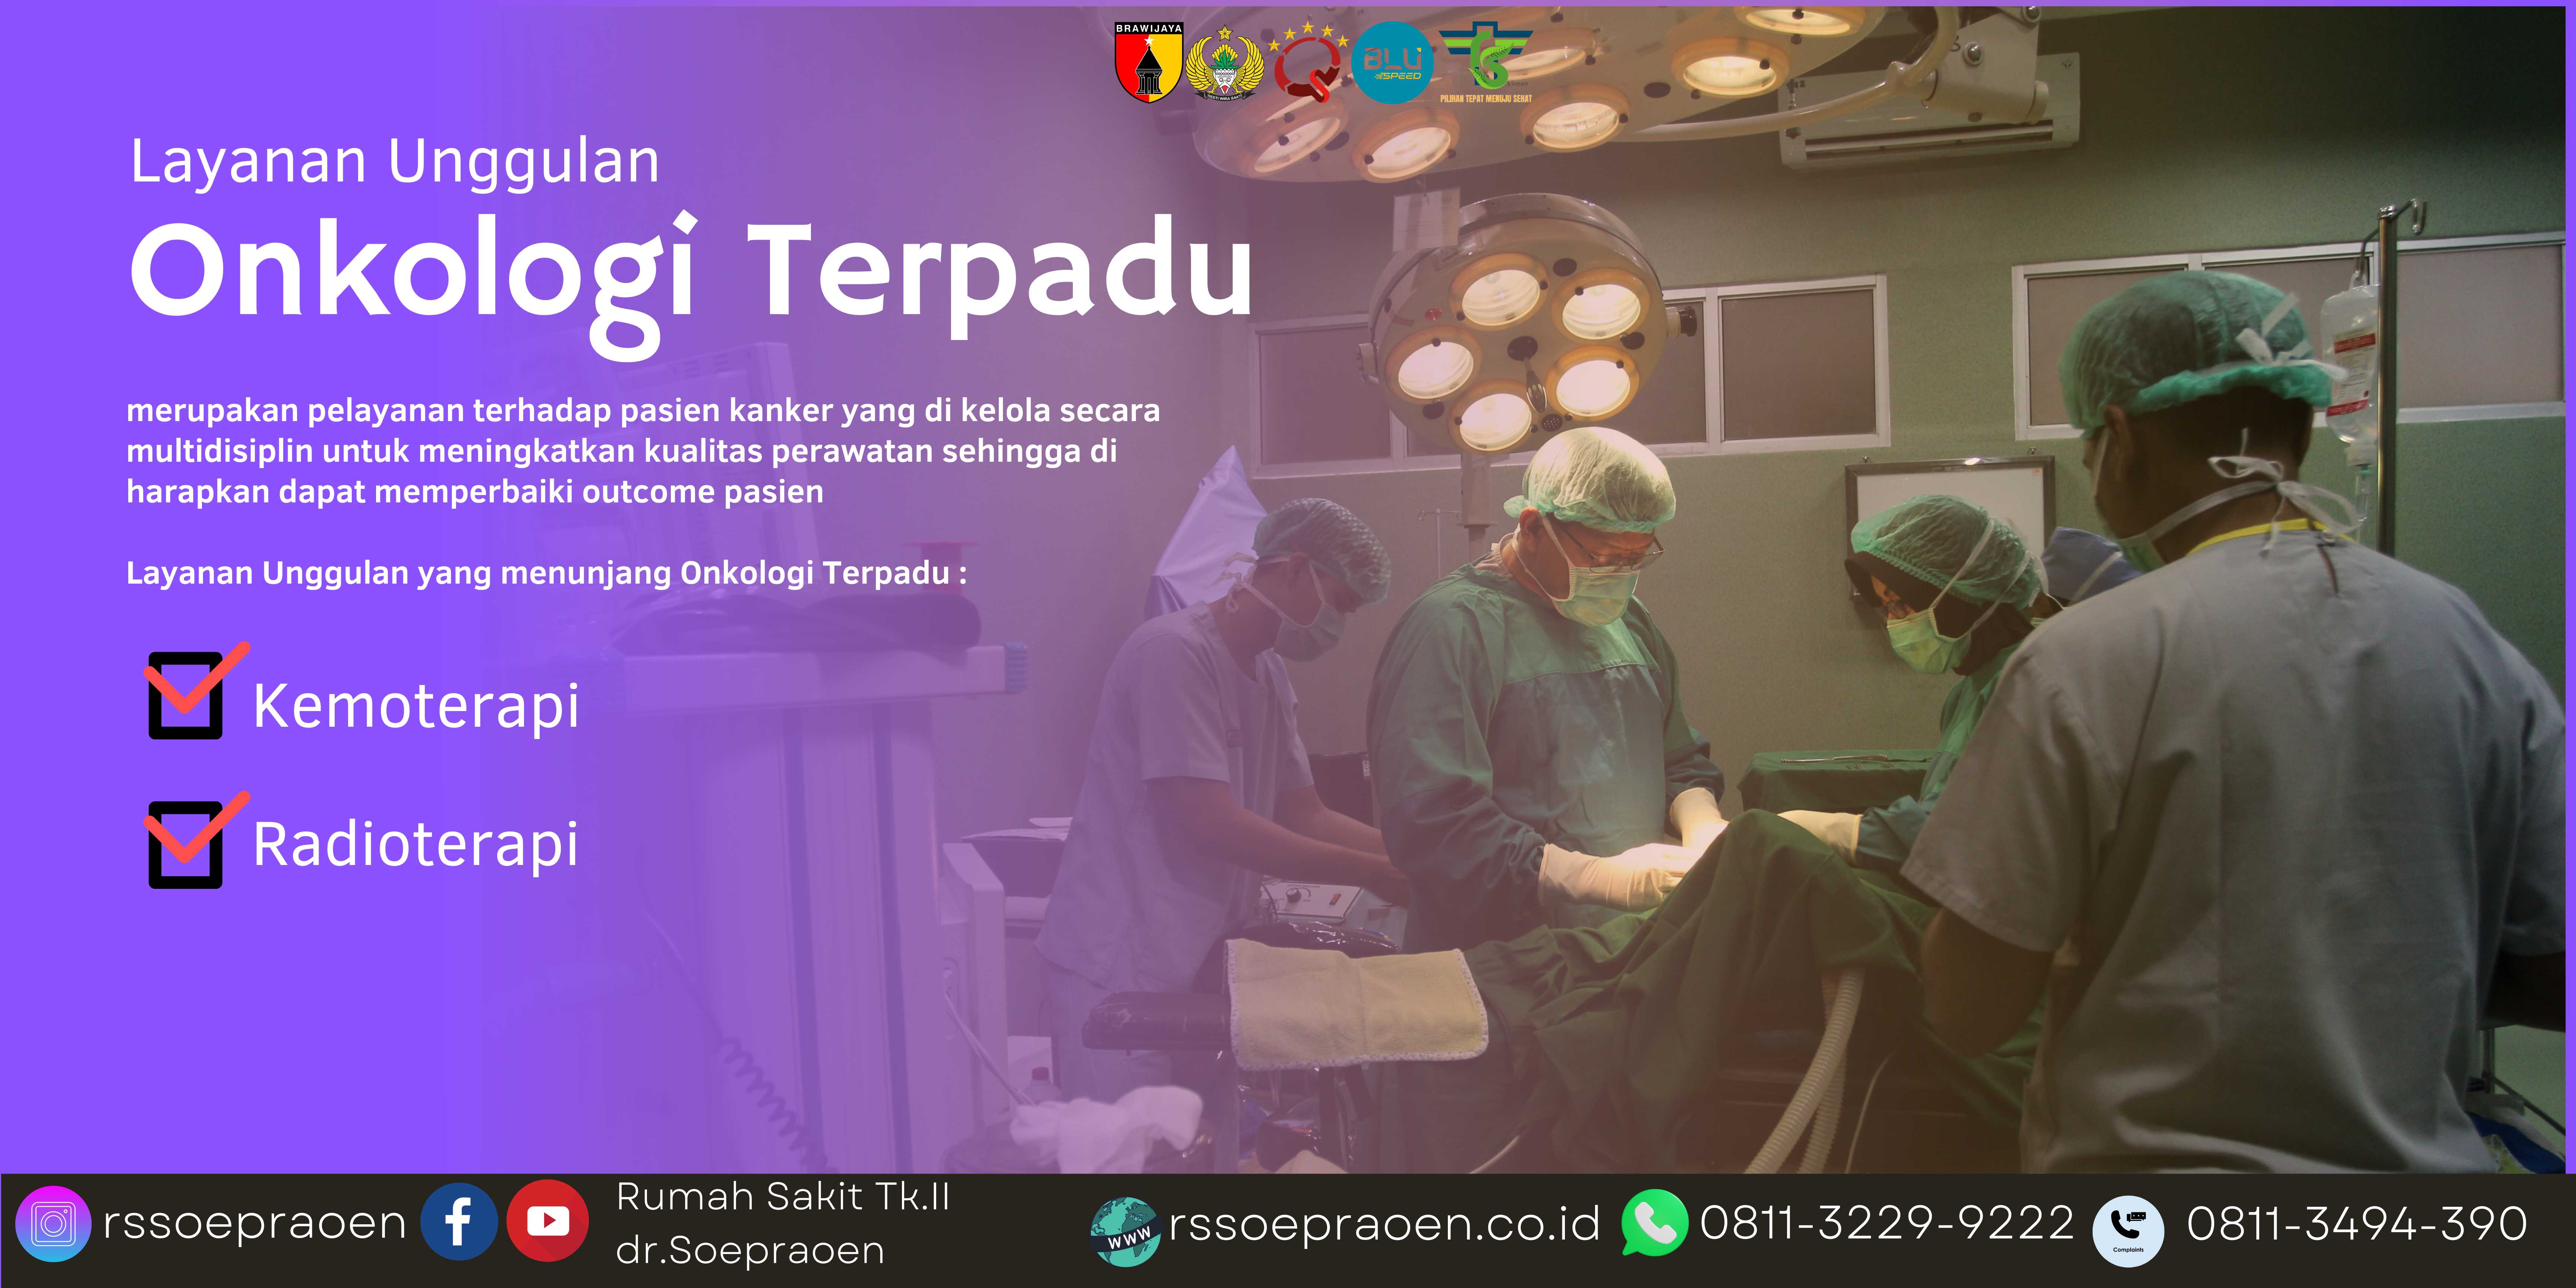 BRAWIJAYA
BLU
SPEED
PILIHAN TEPAT MENUJU SEHAT
Layanan Unggulan
Onkologi Terpadu
merupakan pelayanan terhadap pasien kanker yang di kelola secara
multidisiplin untuk meningkatkan kualitas perawatan sehingga di
harapkan dapat memperbaiki outcome pasien
Layanan Unggulan yang menunjang Onkologi Terpadu :
Kemoterapi
Radioterapi
rssoepraoen
Rumah Sakit Tk.II
dr.Soepraoen
www
rssoepraoen.co.id
0811-3229-9222
Complaints
0811-3494-390